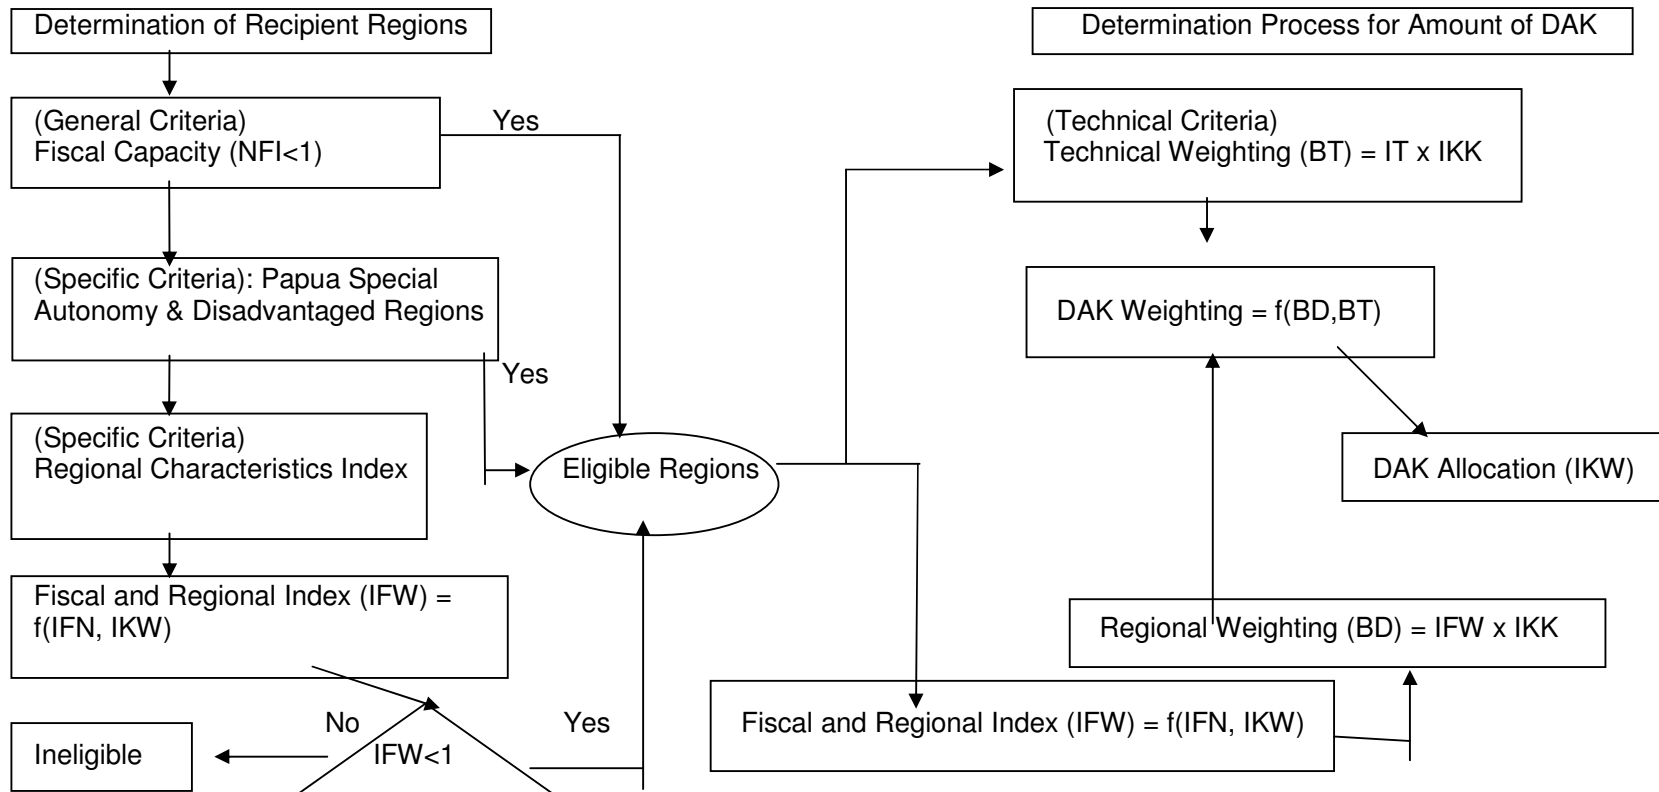 Determination of Recipient Regions
(General Criteria)
Fiscal Capacity (NFI<1)
Yes
(Specific Criteria): Papua Special
Autonomy & Disadvantaged Regions
Yes
(Specific Criteria)
Regional Characteristics Index
Eligible Regions
Fiscal and Regional Index (IFW) =
f(IFN, IKW)
No
Yes
IFW<1
Ineligible
Determination Process for Amount of DAK
(Technical Criteria)
Technical Weighting (BT) = IT x IKK
DAK Weighting = f(BD,BT)
DAK Allocation (IKW)
Regional Weighting (BD) = IFW x IKK
Fiscal and Regional Index (IFW) = f(IFN, IKW)